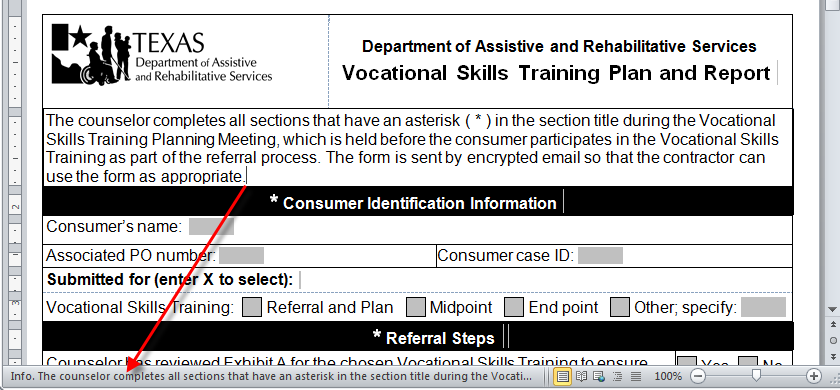 TEXAS
Department of Assistive
and Rehabilitative Services
Department of Assistive and Rehabilitative Services
Vocational Skills Training Plan and Report
The counselor completes all sections that have an asterisk ( * ) in the section title during the Vocational
Skills Training Planning Meeting, which is held before the consumer participates in the Vocational Skills
Training as part of the referral process. The form is sent by encrypted email so that the contractor can
use the form as appropriate.
* Consumer Identification Information
Consumer's name:
Associated PO number: Consumer case ID:
Submitted for (enter X to select):
Vocational Skills Training: Referral and Plan Midpoint End point Other; specify:
* Referral Steps
Counselor has reviewed Exhibit A for the chosen Vocational Skills Training to ensure Yes No
2
3
Info. The counselor completes all sections that have an asterisk in the section title during the Vocati...
100%